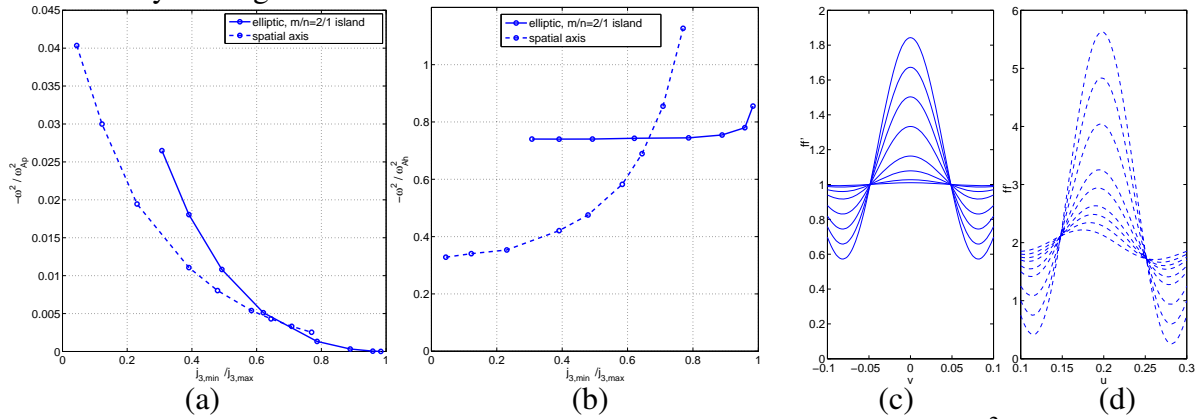 0.045
0.04
0.035
0.03
0.025
0.02
0.015
0.01
0.005
0
0 0.2 0.4 0.6 0.8 1
-ω² / ω²Ap
j3,min /j3,max
elliptic, m/n=2/1 island
spatial axis
(a)
1
0.8
0.6
0.4
0.2
0
0 0.2 0.4 0.6 0.8 1
-ω² / ω²Ah
j3,min /j3,max
elliptic, m/n=2/1 island
spatial axis
(b)
2
1.8
1.6
1.4
1.2
1
0.8
0.6
0.4
0.2
0
−0.1 −0.05 0 0.05 0.1
ff'
v
(c)
6
5
4
3
2
1
0
0.1 0.15 0.2 0.25 0.3
ff'
u
(d)